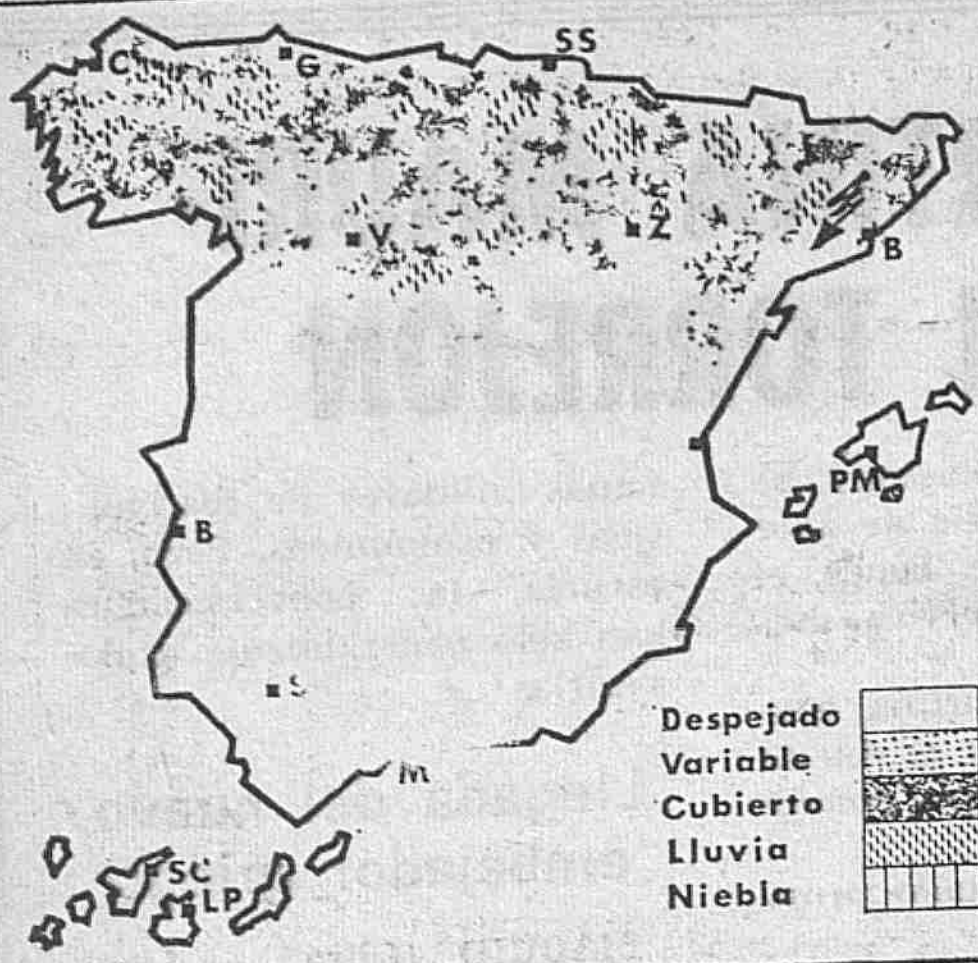 SS
C
G
V
Z
B
PM
B
S
M
SC
LP
Despejado
Variable
Cubierto
Lluvia
Niebla